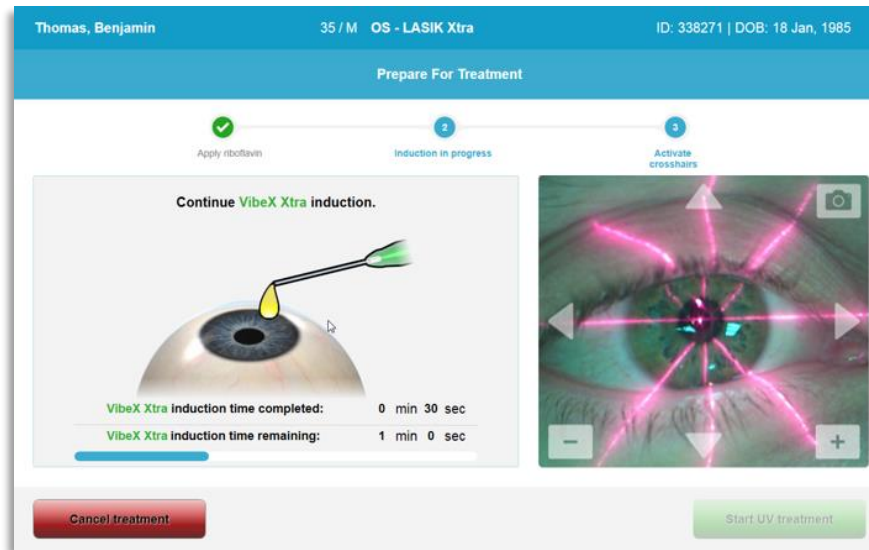 Thomas, Benjamin 35 / M OS - LASIK Xtra ID: 338271 | DOB: 18 Jan, 1985
Prepare For Treatment
2 3
Apply riboflavin Induction in progress Activate
crosshairs
Continue VibeX Xtra induction.
VibeX Xtra induction time completed: 0 min 30 sec
VibeX Xtra induction time remaining: 1 min 0 sec
− +
Cancel treatment Start UV treatment